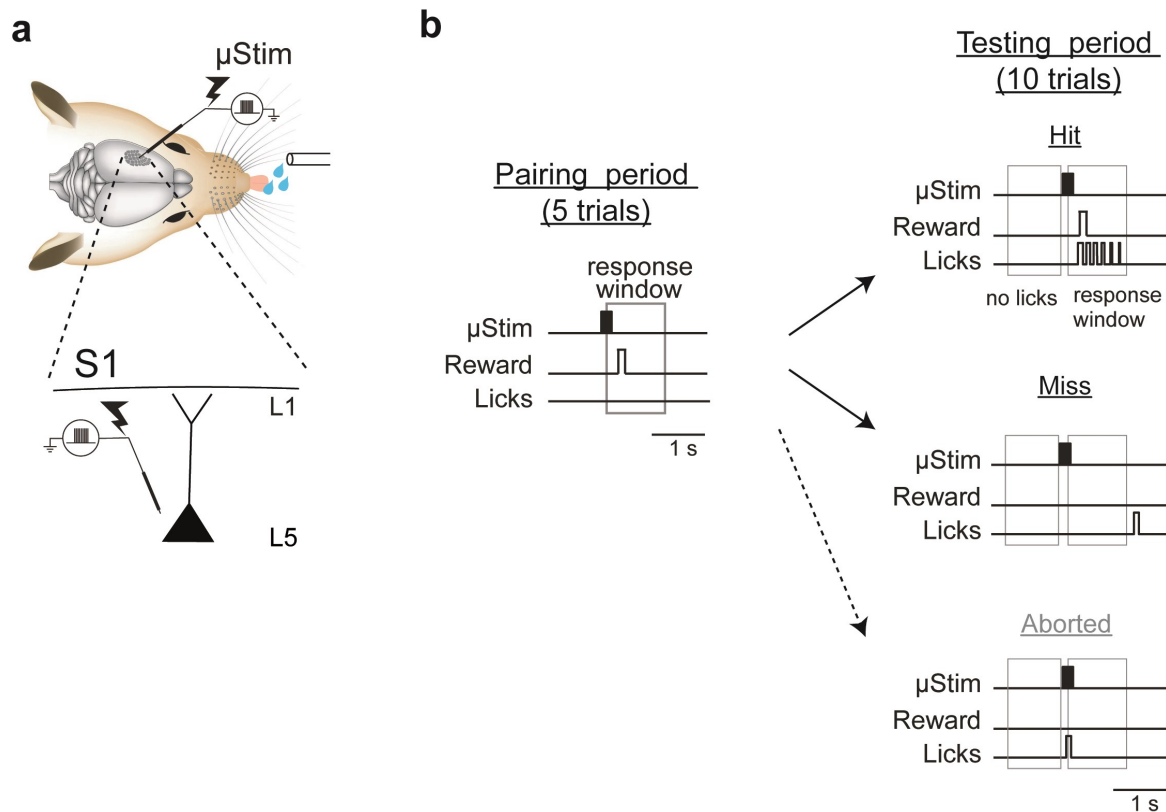 a
µStim
S1
L1
L5
b
Pairing period
(5 trials)
response
window
µStim
Reward
Licks
1 s
Testing period
(10 trials)
Hit
µStim
Reward
Licks
no licks
response
window
Miss
µStim
Reward
Licks
Aborted
µStim
Reward
Licks
1 s